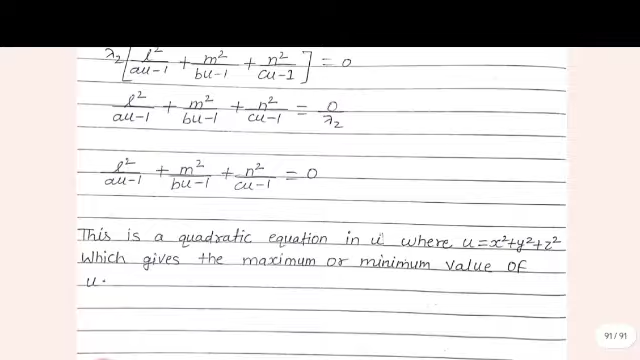 λ₂[l²/(au-1) + m²/(bu-1) + n²/(cu-1)] = 0
l²/(au-1) + m²/(bu-1) + n²/(cu-1) = 0/λ₂
l²/(au-1) + m²/(bu-1) + n²/(cu-1) = 0
This is a quadratic equation in u where u=x²+y²+z²
Which gives the maximum or minimum value of
u.
91/91